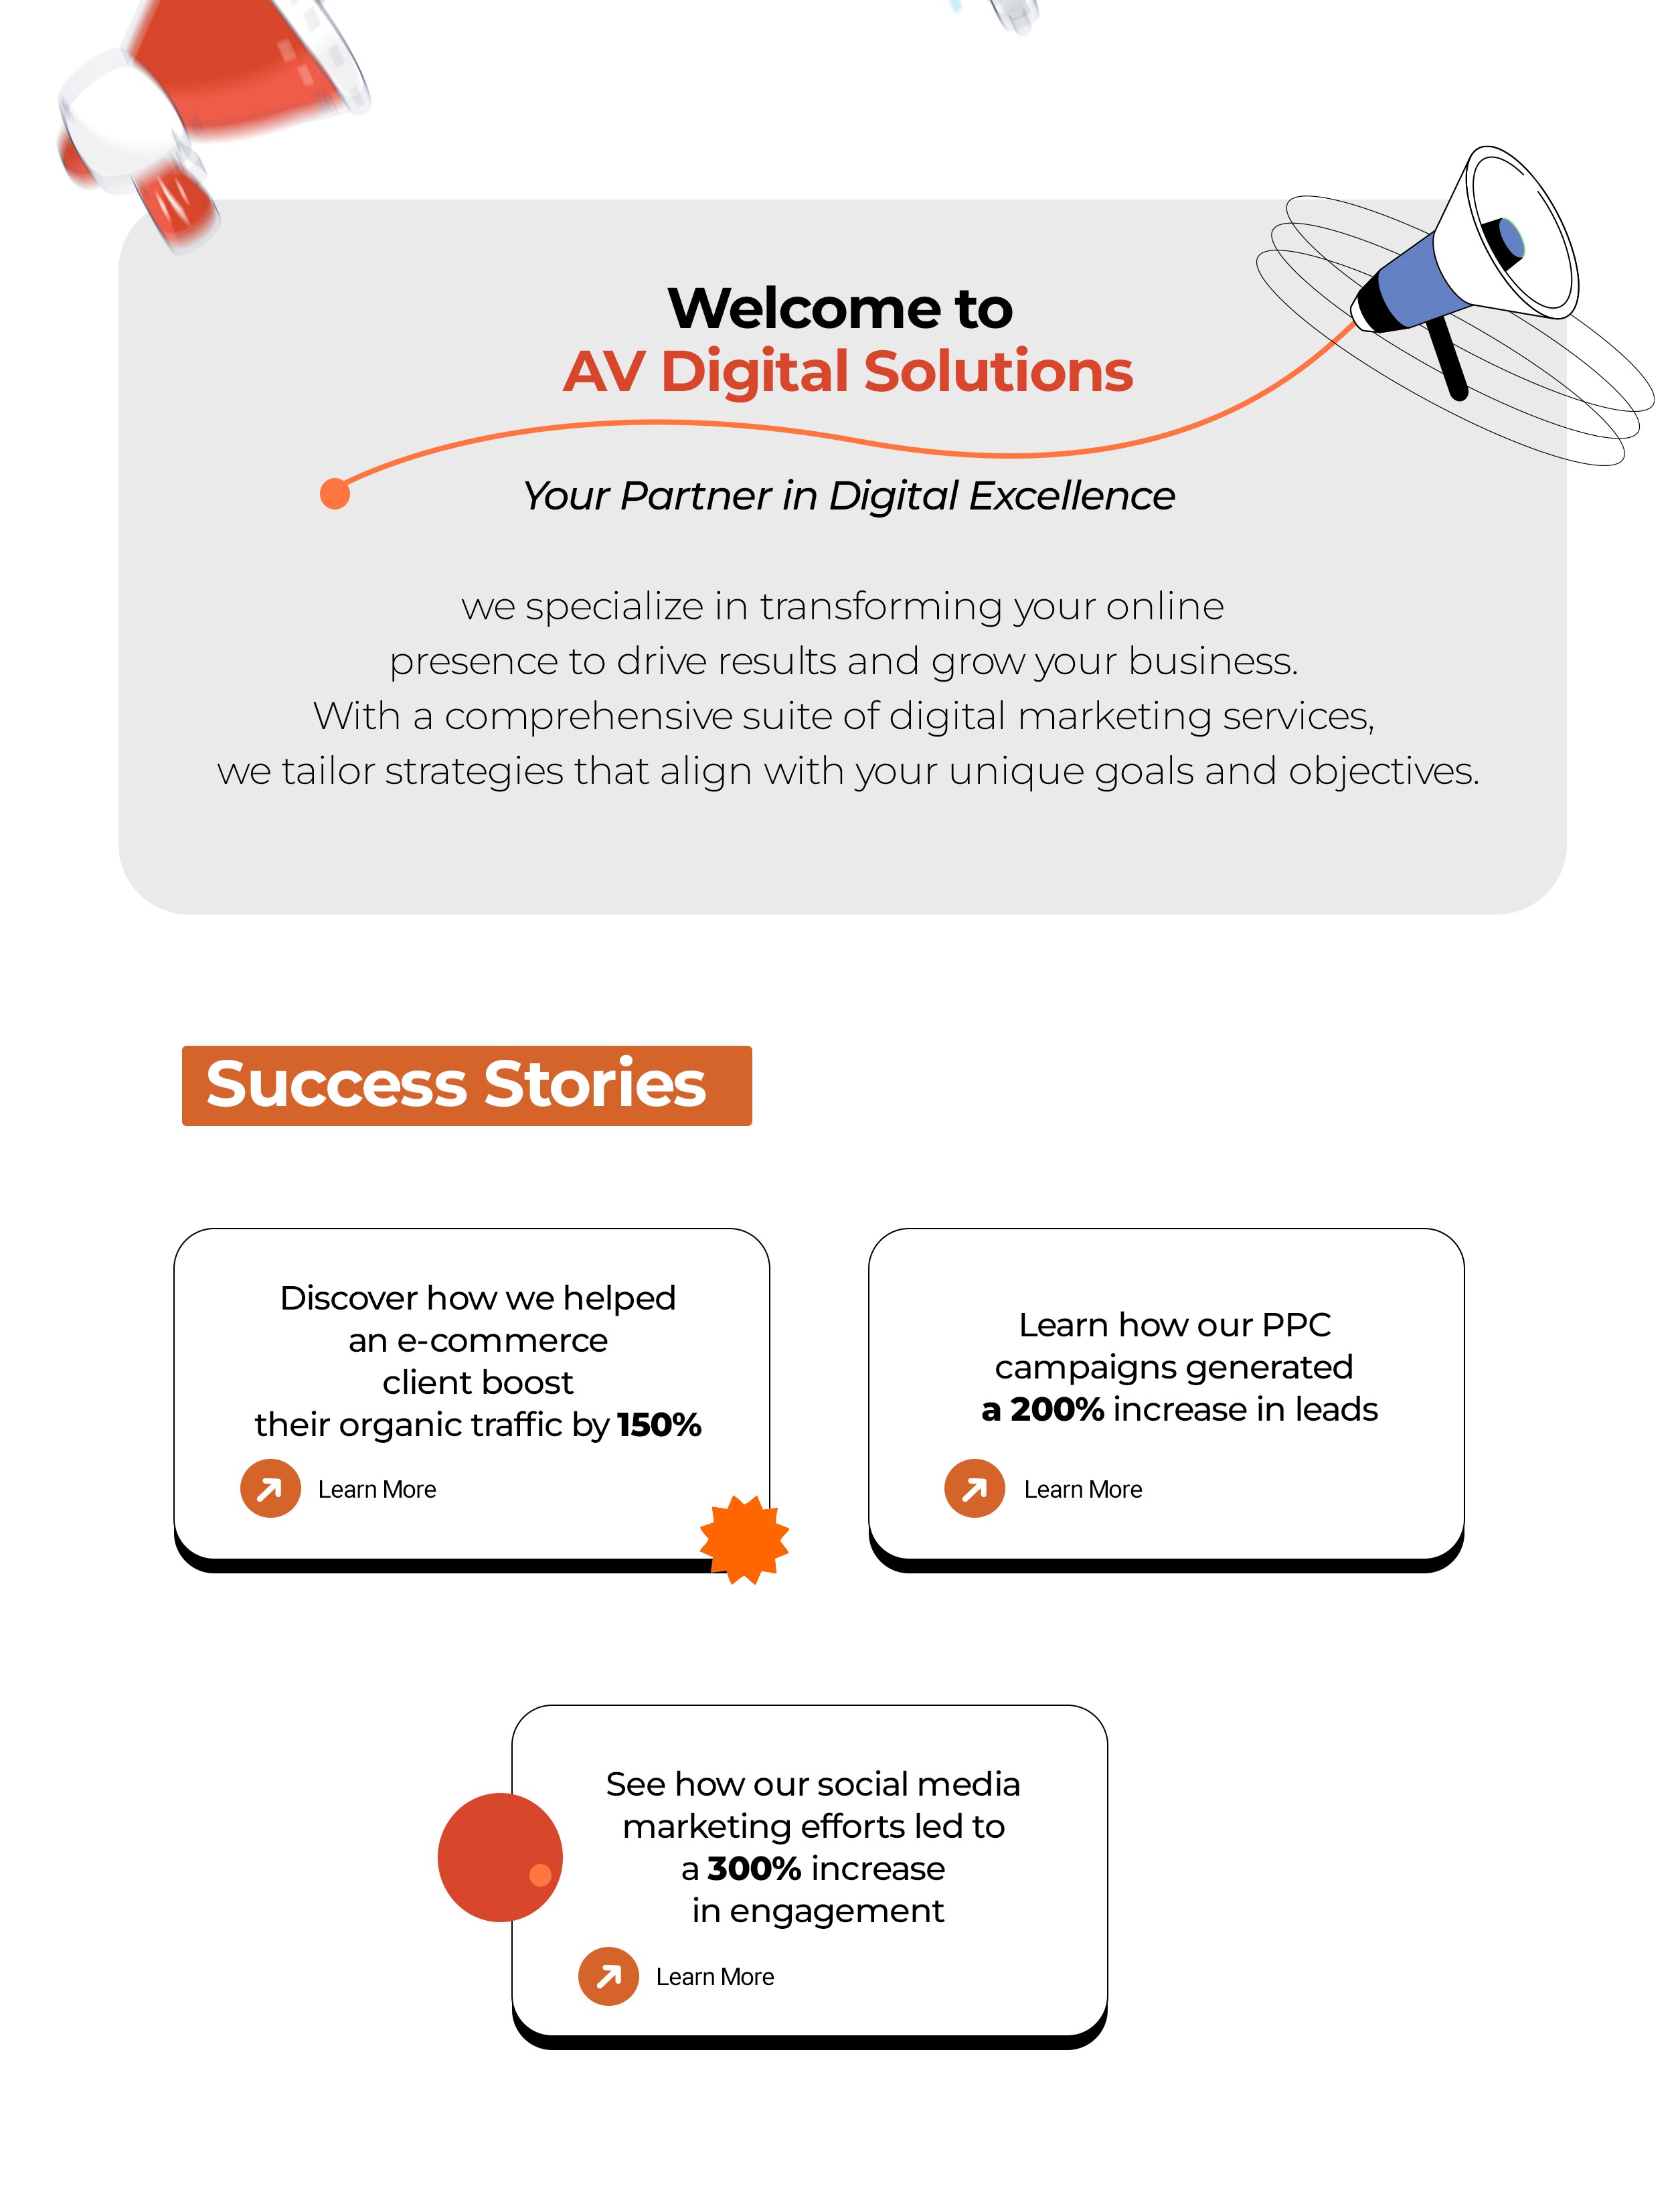 Welcome to
AV Digital Solutions
Your Partner in Digital Excellence
we specialize in transforming your online
presence to drive results and grow your business.
With a comprehensive suite of digital marketing services,
we tailor strategies that align with your unique goals and objectives.
Success Stories
Discover how we helped
an e-commerce
client boost
their organic traffic by 150%
Learn More
Learn how our PPC
campaigns generated
a 200% increase in leads
Learn More
See how our social media
marketing efforts led to
a 300% increase
in engagement
Learn More